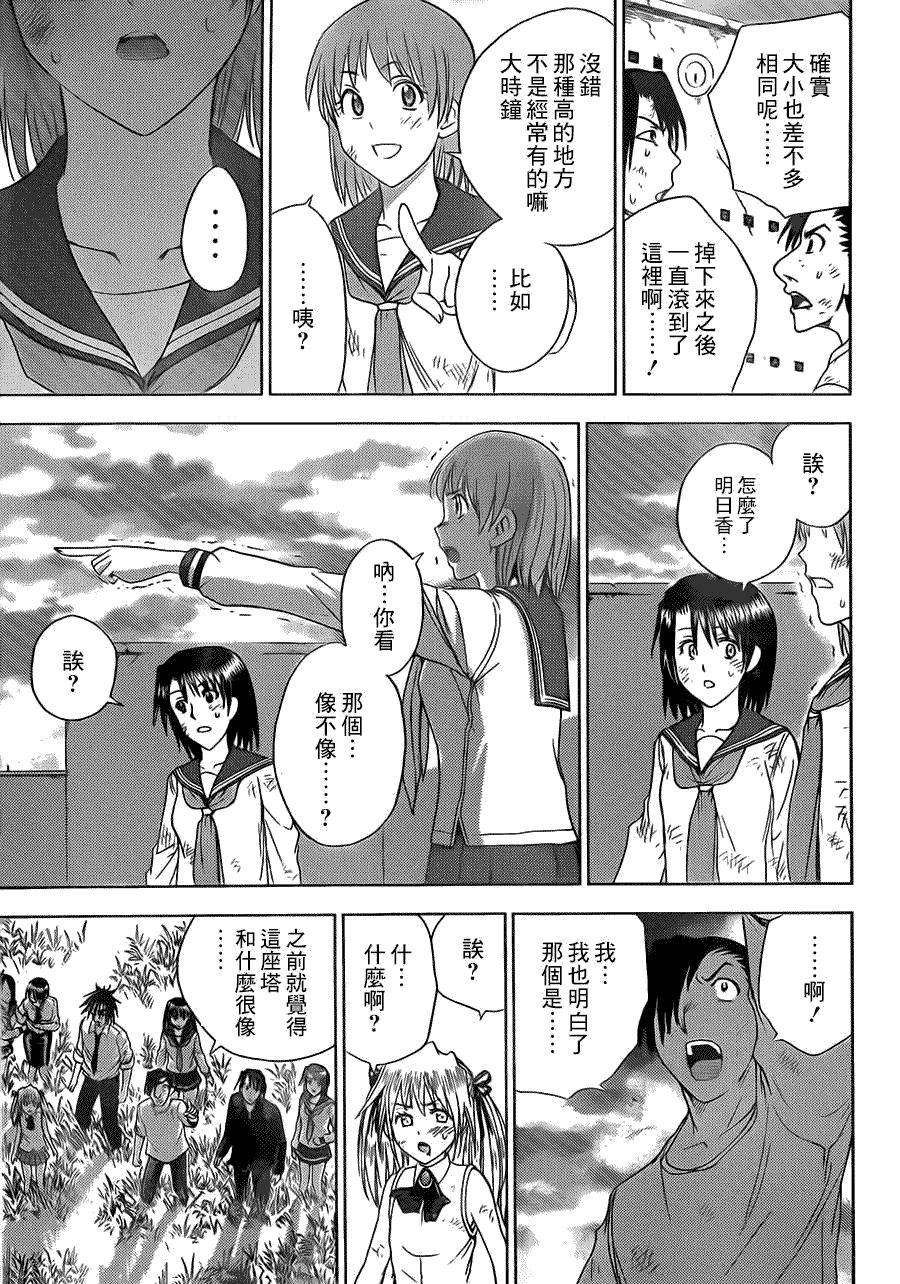 確實
大小也差不多
相同呢……
掉下來之後
一直滾到了
這裡啊……!
沒錯
那種高的地方
不是經常有的嘛
大時鐘
比如
……
咦?
…
誒?
怎麼了
明日香…
吶…你看
那個…
像不像……?
誒?
……啊!
我…
我也明白了
那個是……
誒?
什…
什麼啊?
之前就覺得
這座塔
和什麼很像
……